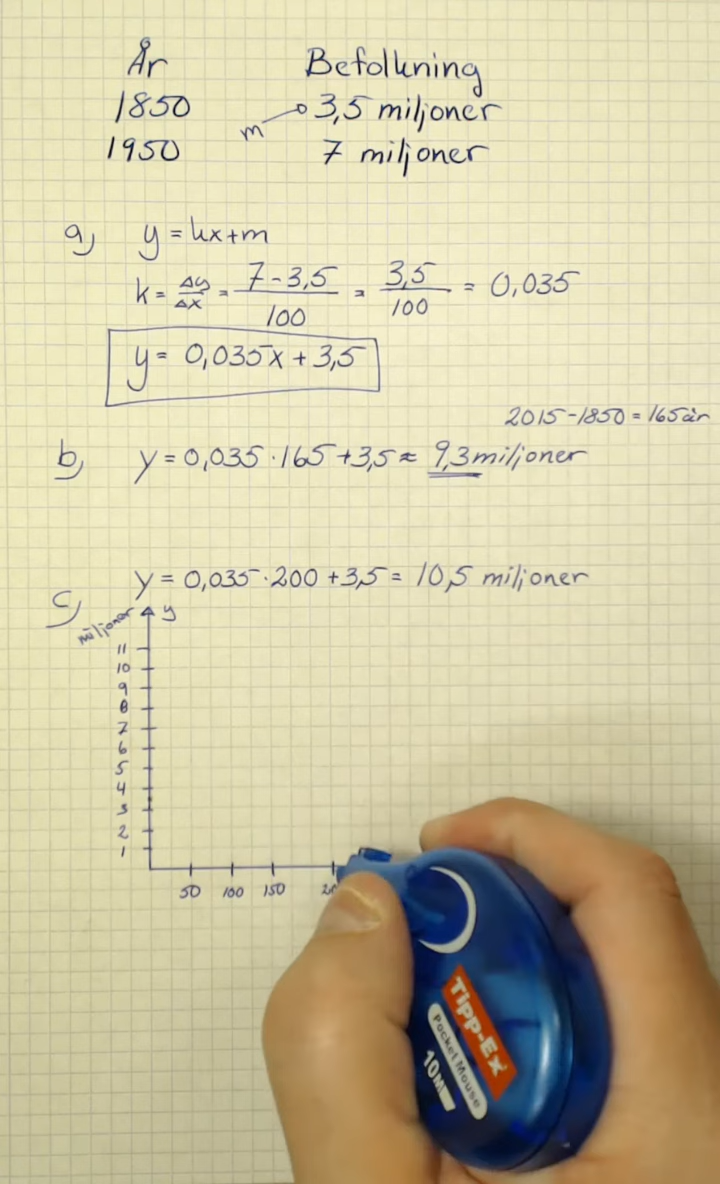 År Befolkning
1850 3,5 miljoner
m
1950 7 miljoner
a) y = kx+m
k = Δy/Δx = 7-3,5/100 = 3,5/100 = 0,035
y = 0,035x + 3,5
2015-1850 = 165år
b) y = 0,035 · 165 + 3,5 ≈ 9,3 miljoner
y = 0,035 · 200 + 3,5 = 10,5 miljoner
c)
miljoner y
11
10
9
8
7
6
5
4
3
2
1
50 100 150
Tipp-Ex
Pocket Mouse
10M